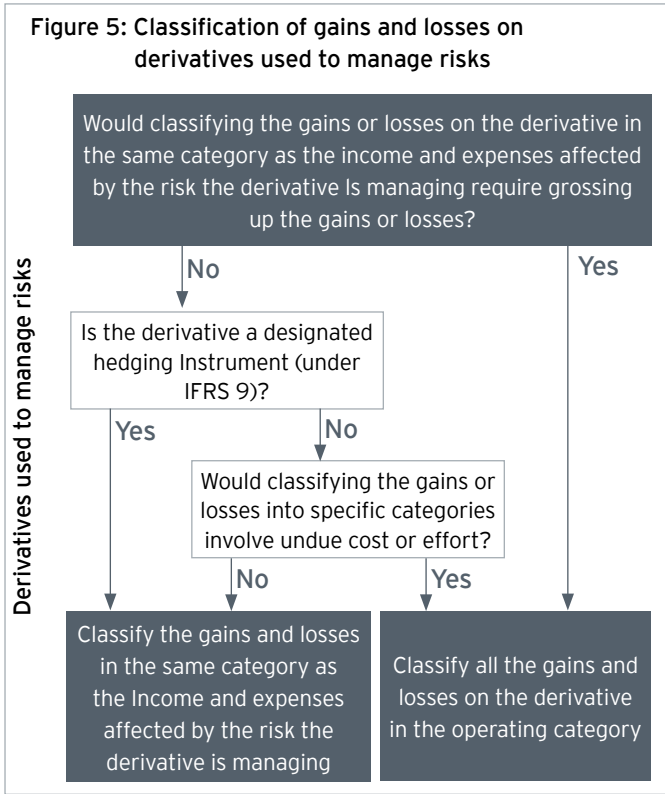 Figure 5: Classification of gains and losses on
derivatives used to manage risks
Derivatives used to manage risks
Would classifying the gains or losses on the derivative in
the same category as the income and expenses affected
by the risk the derivative Is managing require grossing
up the gains or losses?
No
Yes
Is the derivative a designated
hedging Instrument (under
IFRS 9)?
Yes
No
Would classifying the gains or
losses into specific categories
involve undue cost or effort?
No
Yes
Classify the gains and losses
in the same category as
the Income and expenses
affected by the risk the
derivative is managing
Classify all the gains and
losses on the derivative
in the operating category